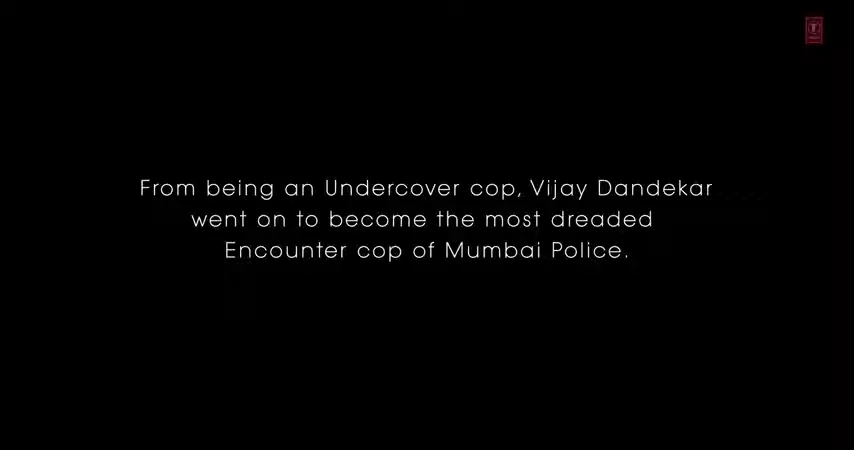 From being an Undercover cop, Vijay Dandekar
went on to become the most dreaded
Encounter cop of Mumbai Police.